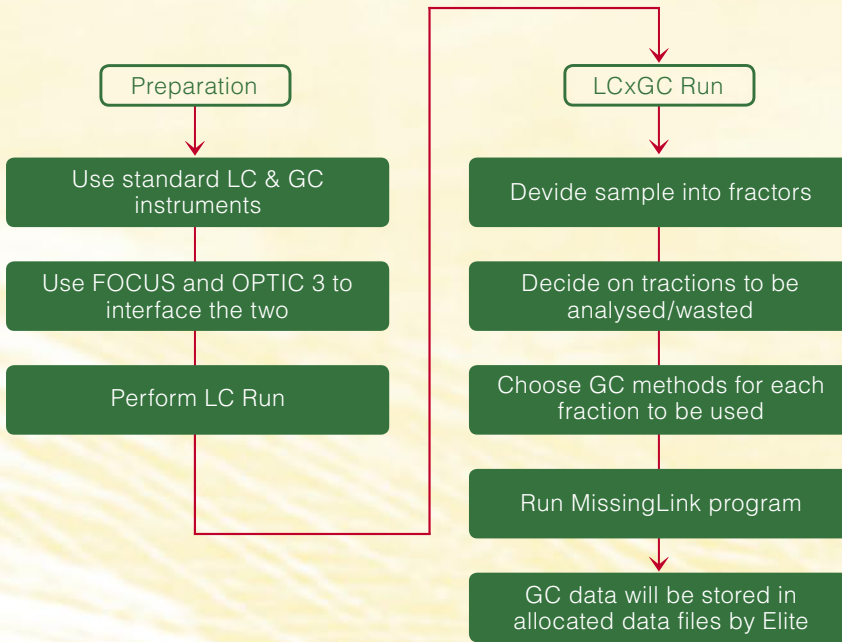 Preparation
Use standard LC & GC
instruments
Use FOCUS and OPTIC 3 to
interface the two
Perform LC Run
LCxGC Run
Devide sample into fractors
Decide on tractions to be
analysed/wasted
Choose GC methods for each
fraction to be used
Run MissingLink program
GC data will be stored in
allocated data files by Elite